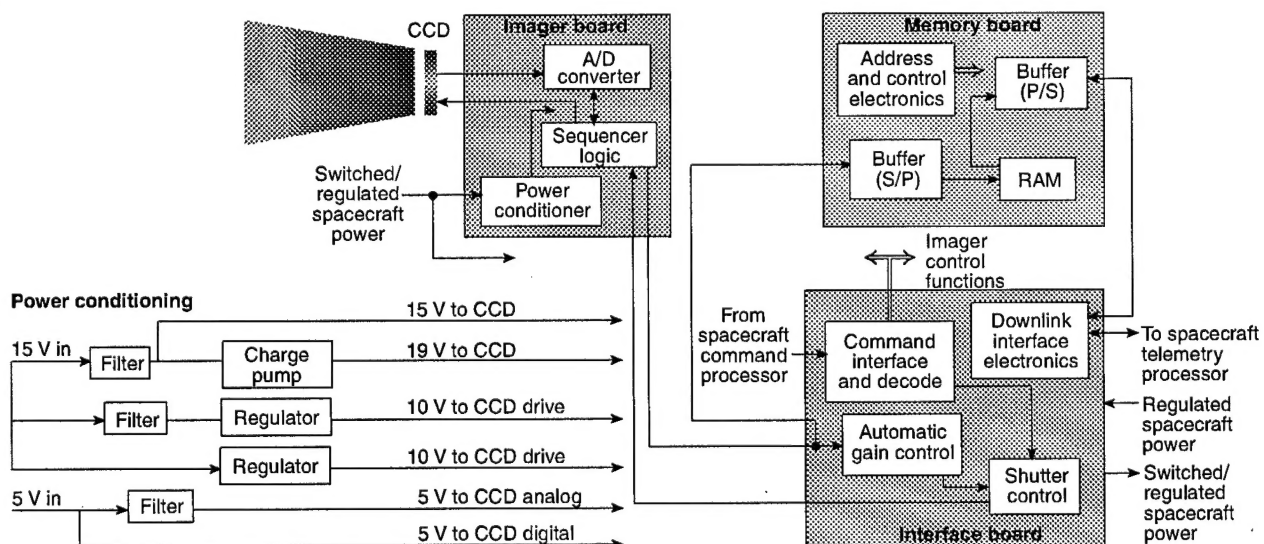 CCD
Imager board
A/D
converter
Sequencer
logic
Power
conditioner
Switched/
regulated
spacecraft
power
Memory board
Address
and control
electronics
Buffer
(P/S)
Buffer
(S/P)
RAM
Imager
control
functions
Power conditioning
15 V in
Filter
15 V to CCD
Charge
pump
19 V to CCD
Filter
Regulator
10 V to CCD drive
Regulator
10 V to CCD drive
5 V in
Filter
5 V to CCD analog
5 V to CCD digital
From
spacecraft
command
processor
Command
interface
and decode
Downlink
interface
electronics
To spacecraft
telemetry
processor
Automatic
gain control
Regulated
spacecraft
power
Shutter
control
Switched/
regulated
spacecraft
power
Interface board